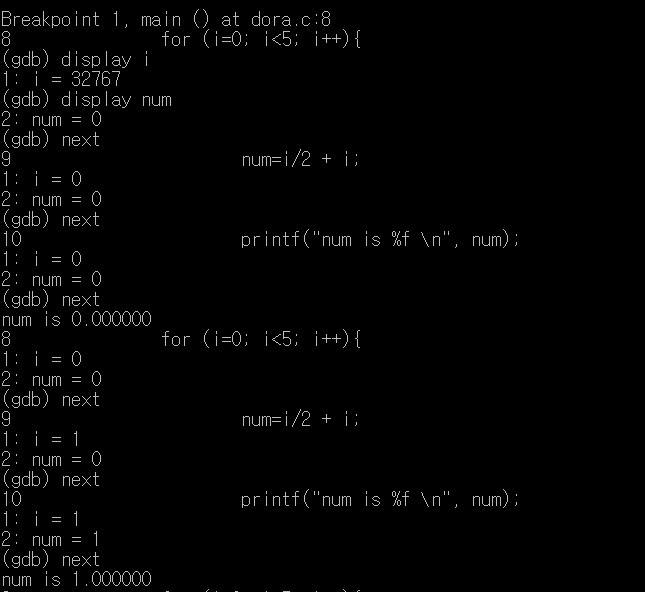 Breakpoint 1, main () at dora.c:8
8 for (i=0; i<5; i++){
(gdb) display i
1: i = 32767
(gdb) display num
2: num = 0
(gdb) next
9 num=i/2 + i;
1: i = 0
2: num = 0
(gdb) next
10 printf("num is %f \n", num);
1: i = 0
2: num = 0
(gdb) next
num is 0.000000
8 for (i=0; i<5; i++){
1: i = 0
2: num = 0
(gdb) next
9 num=i/2 + i;
1: i = 1
2: num = 0
(gdb) next
10 printf("num is %f \n", num);
1: i = 1
2: num = 1
(gdb) next
num is 1.000000